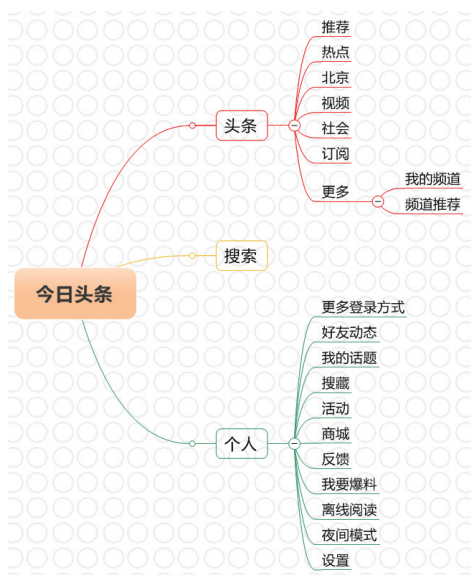 推荐
热点
北京
视频
头条
社会
订阅
我的频道
更多
频道推荐
搜索
今日头条
更多登录方式
好友动态
我的话题
搜藏
活动
商城
个人
反馈
我要爆料
离线阅读
夜间模式
设置